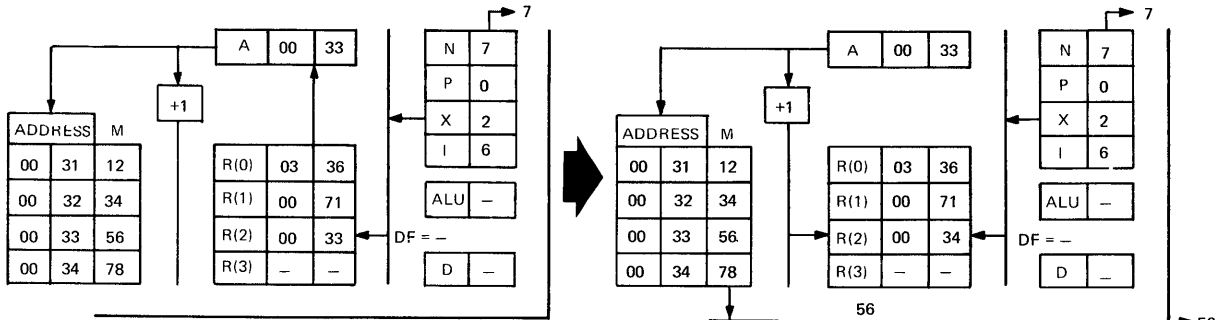 7
A 00 33
N 7
P 0
X 2
I 6
+1
ADDRESS M
00 31 12
00 32 34
00 33 56
00 34 78
R(0) 03 36
R(1) 00 71
R(2) 00 33
R(3) – –
ALU –
DF = –
D –
7
A 00 33
N 7
P 0
X 2
I 6
+1
ADDRESS M
00 31 12
00 32 34
00 33 56
00 34 78
R(0) 03 36
R(1) 00 71
R(2) 00 34
R(3) – –
ALU –
DF = –
D –
56